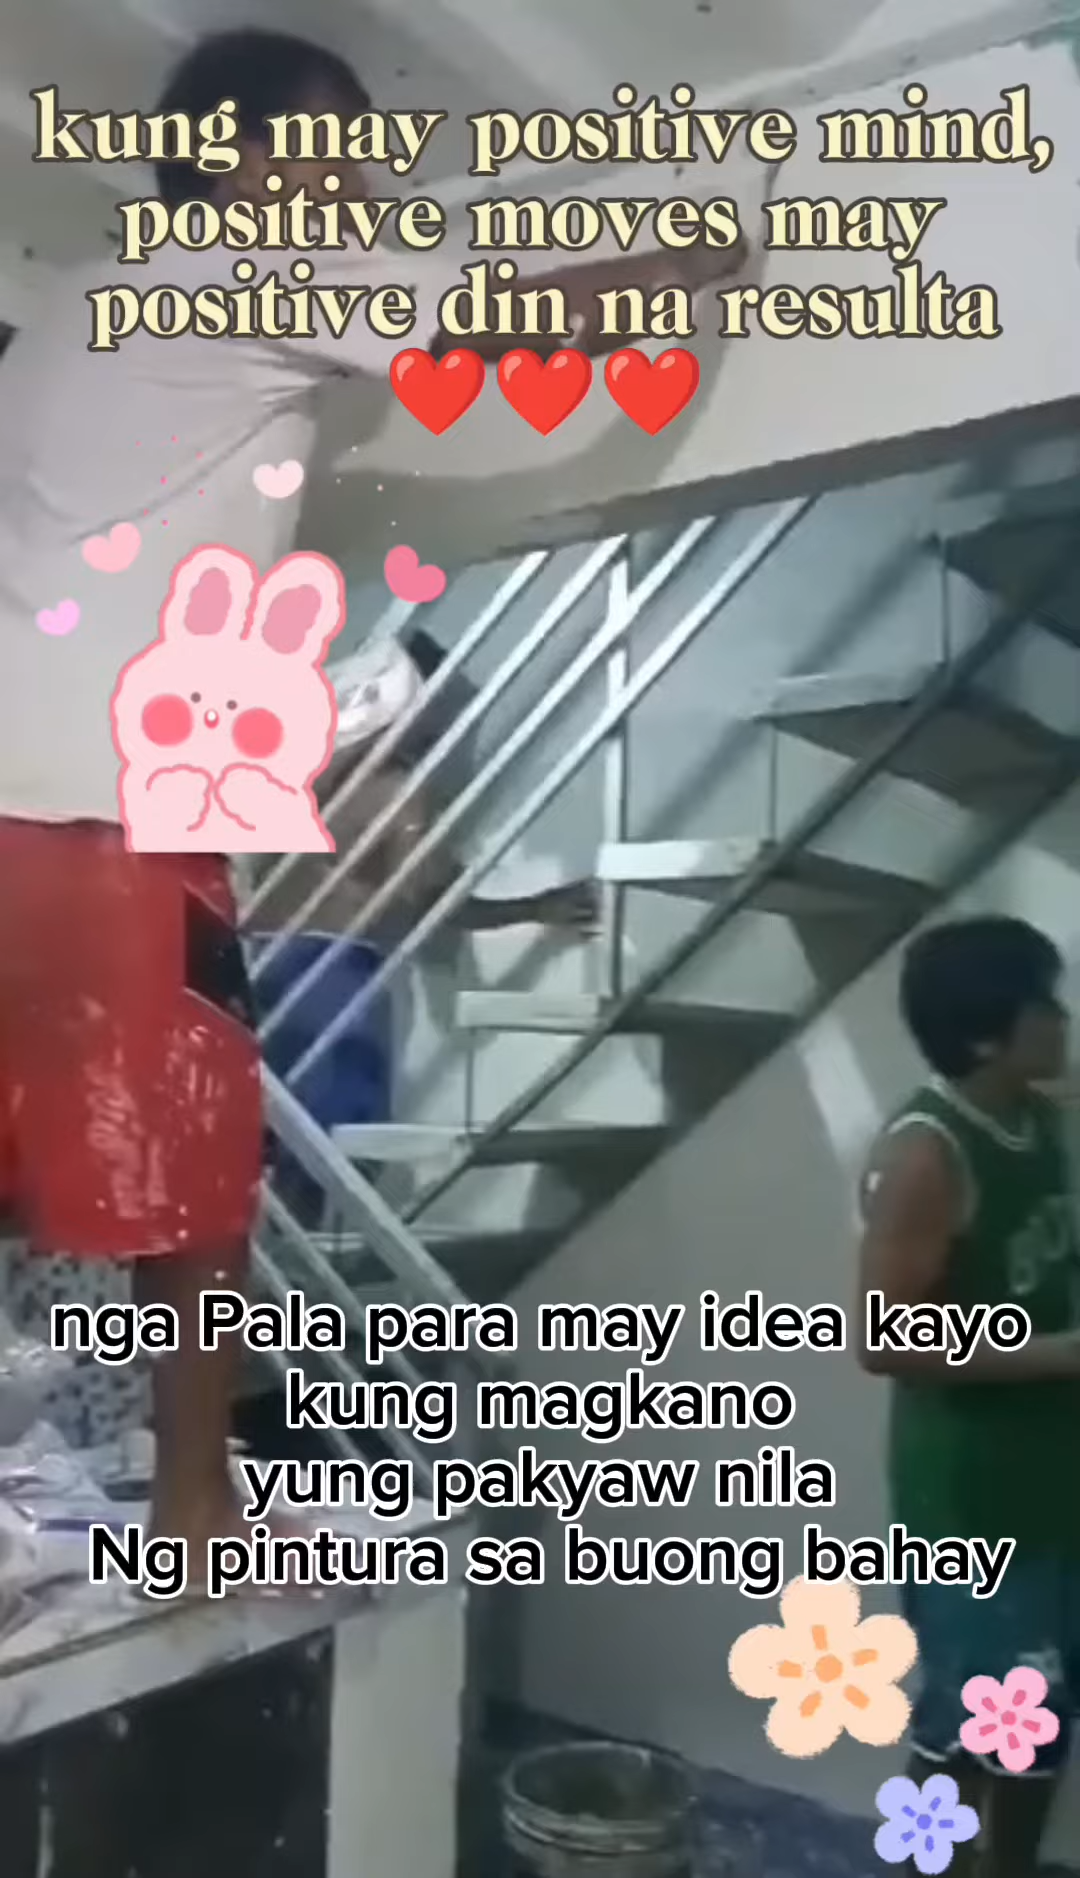 kung may positive mind,
positive moves may
positive din na resulta
❤️❤️❤️
nga Pala para may idea kayo
kung magkano
yung pakyaw nila
Ng pintura sa buong bahay